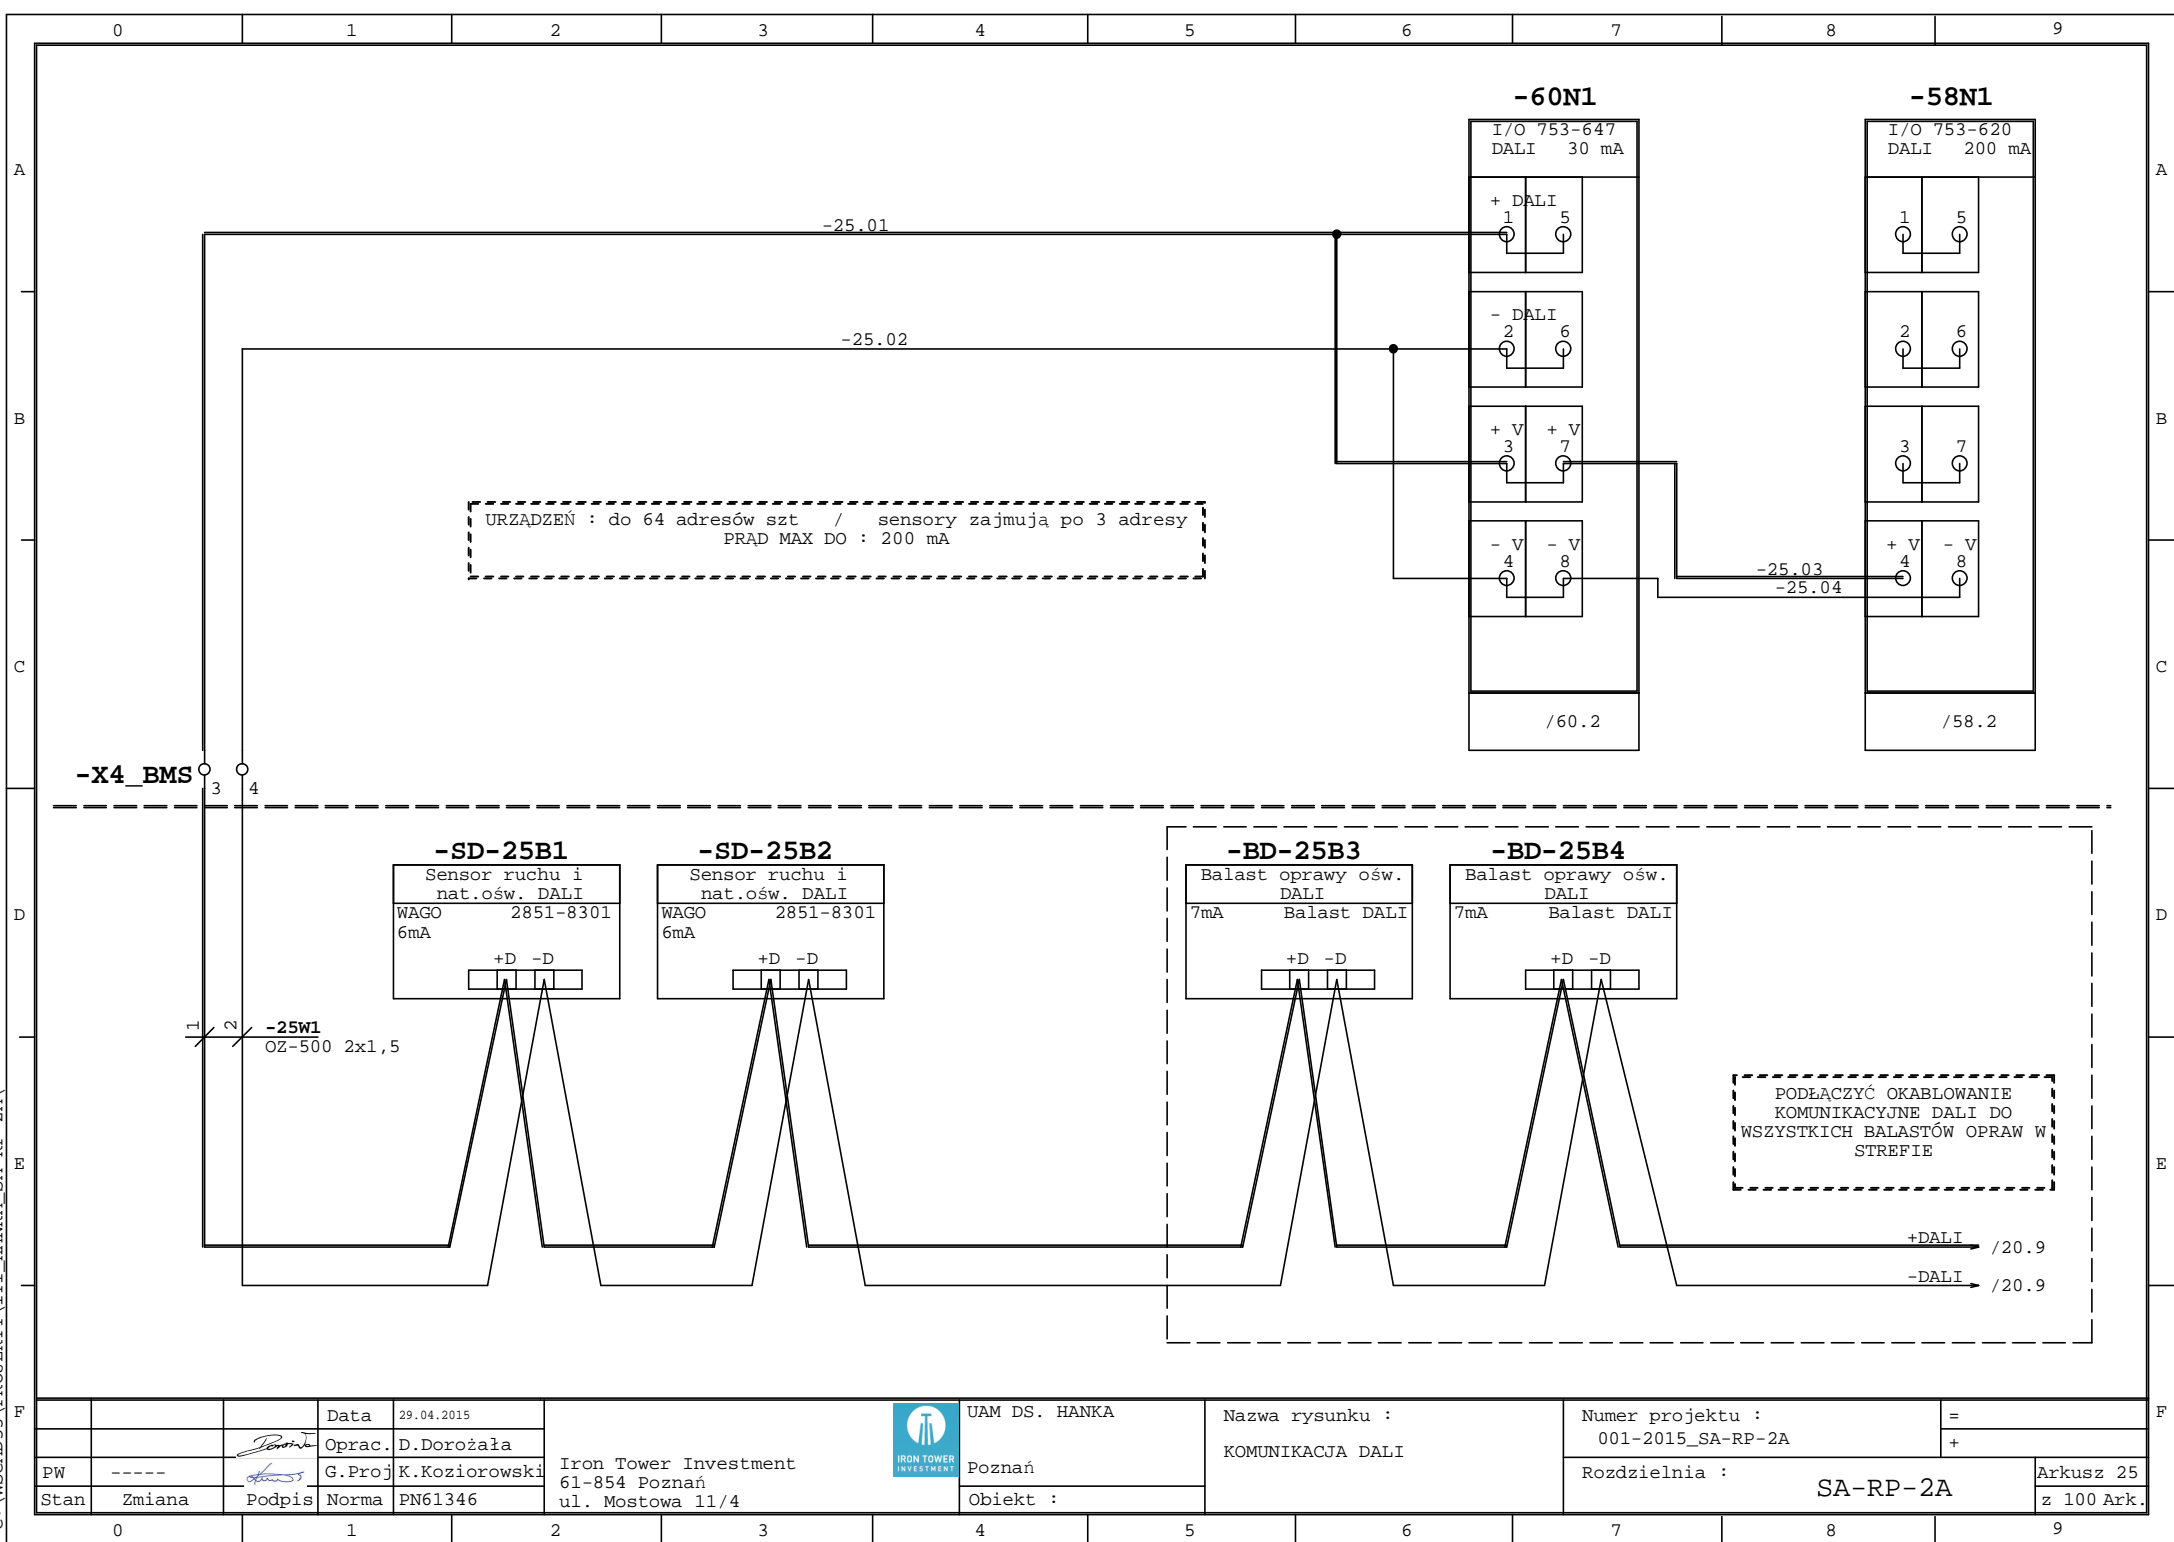 0 1 2 3 4 5 6 7 8 9
-60N1 -58N1
I/O 753-647
DALI 30 mA
I/O 753-620
DALI 200 mA
A A
+ DALI
1 5
1 5
-25.01
- DALI
2 6
2 6
-25.02
B B
+ V + V
3 7
3 7
URZĄDZEŃ : do 64 adresów szt / sensory zajmują po 3 adresy
PRĄD MAX DO : 200 mA
- V - V
4 8
+ V - V
4 8
-25.03
-25.04
C C
/60.2 /58.2
-X4_BMS
3 4
-SD-25B1
Sensor ruchu i
nat.ośw. DALI
WAGO 2851-8301
6mA
+D -D
-SD-25B2
Sensor ruchu i
nat.ośw. DALI
WAGO 2851-8301
6mA
+D -D
-BD-25B3
Balast oprawy ośw.
DALI
7mA Balast DALI
+D -D
-BD-25B4
Balast oprawy ośw.
DALI
7mA Balast DALI
+D -D
D D
1 2 -25W1
OZ-500 2x1,5
PODŁĄCZYĆ OKABLOWANIE
KOMUNIKACYJNE DALI DO
WSZYSTKICH BALASTÓW OPRAW W
STREFIE
E E
+DALI /20.9
-DALI /20.9
F F
Data 29.04.2015
Oprac. D.Dorożała
PW ----- G.Proj K.Koziorowski
Stan Zmiana Podpis Norma PN61346
Iron Tower Investment
61-854 Poznań
ul. Mostowa 11/4
IRON TOWER
INVESTMENT
UAM DS. HANKA
Poznań
Obiekt :
Nazwa rysunku :
KOMUNIKACJA DALI
Numer projektu :
001-2015_SA-RP-2A
Rozdzielnia :
SA-RP-2A
=
+
Arkusz 25
z 100 Ark.
0 1 2 3 4 5 6 7 8 9